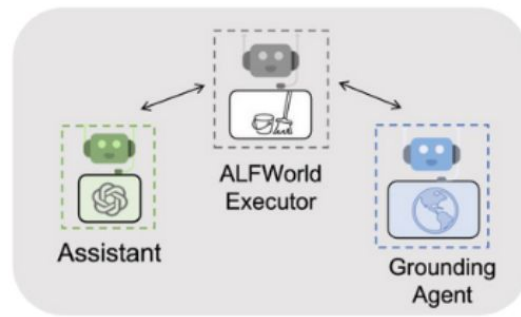 ALFWorld
Executor
Assistant
Grounding
Agent